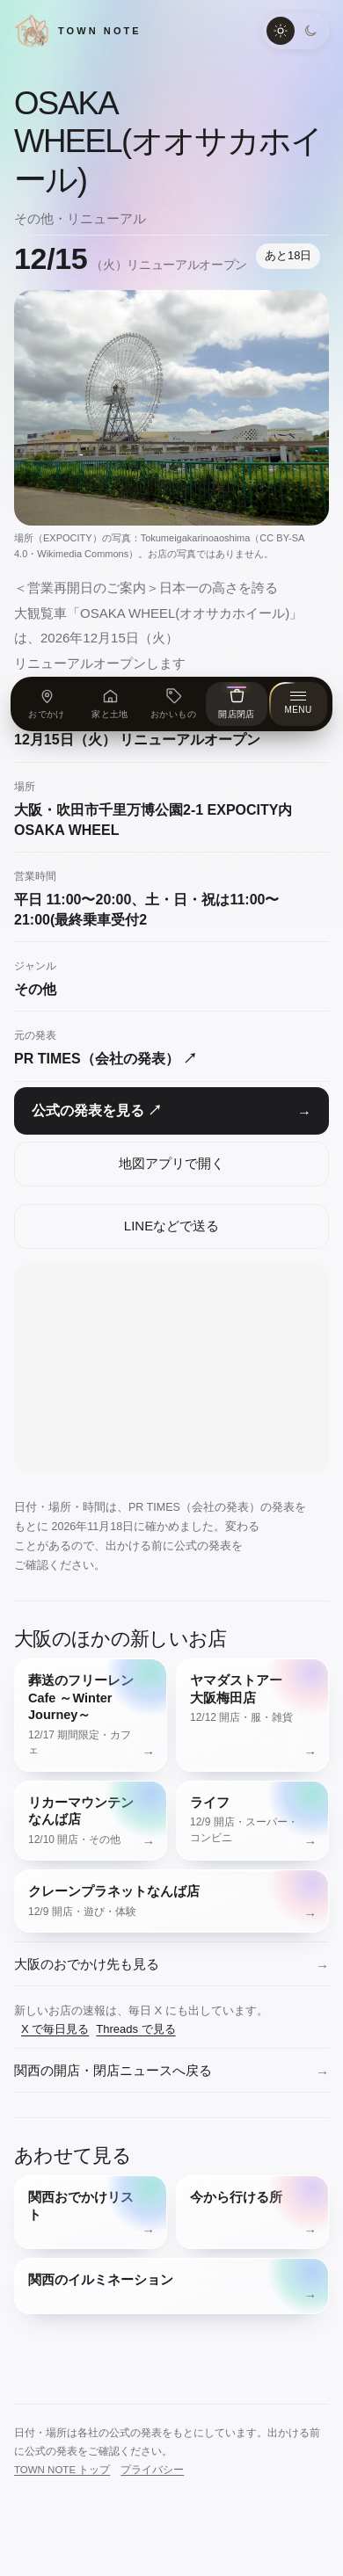 TOWN NOTE
OSAKA
WHEEL(オオサカホイ
ール)
その他・リニューアル
12/15（火）リニューアルオープン
あと18日
場所（EXPOCITY）の写真：Tokumeigakarinoaoshima（CC BY-SA
4.0・Wikimedia Commons）。お店の写真ではありません。
＜営業再開日のご案内＞日本一の高さを誇る
大観覧車「OSAKA WHEEL(オオサカホイール)」
は、2026年12月15日（火）
リニューアルオープンします
おでかけ
家と土地
おかいもの
開店閉店
MENU
12月15日（火） リニューアルオープン
場所
大阪・吹田市千里万博公園2-1 EXPOCITY内
OSAKA WHEEL
営業時間
平日 11:00〜20:00、土・日・祝は11:00〜
21:00(最終乗車受付2
ジャンル
その他
元の発表
PR TIMES（会社の発表） ↗
公式の発表を見る ↗ →
地図アプリで開く
LINEなどで送る
日付・場所・時間は、PR TIMES（会社の発表）の発表を
もとに 2026年11月18日に確かめました。変わる
ことがあるので、出かける前に公式の発表を
ご確認ください。
大阪のほかの新しいお店
葬送のフリーレン
Cafe ～Winter
Journey～
12/17 期間限定・カフ
ェ →
ヤマダストアー
大阪梅田店
12/12 開店・服・雑貨
→
リカーマウンテン
なんば店
12/10 開店・その他 →
ライフ
12/9 開店・スーパー・
コンビニ →
クレーンプラネットなんば店
12/9 開店・遊び・体験 →
大阪のおでかけ先も見る →
新しいお店の速報は、毎日 X にも出しています。
X で毎日見る Threads で見る
関西の開店・閉店ニュースへ戻る →
あわせて見る
関西おでかけリス
ト →
今から行ける所
→
関西のイルミネーション
→
日付・場所は各社の公式の発表をもとにしています。出かける前
に公式の発表をご確認ください。
TOWN NOTE トップ プライバシー